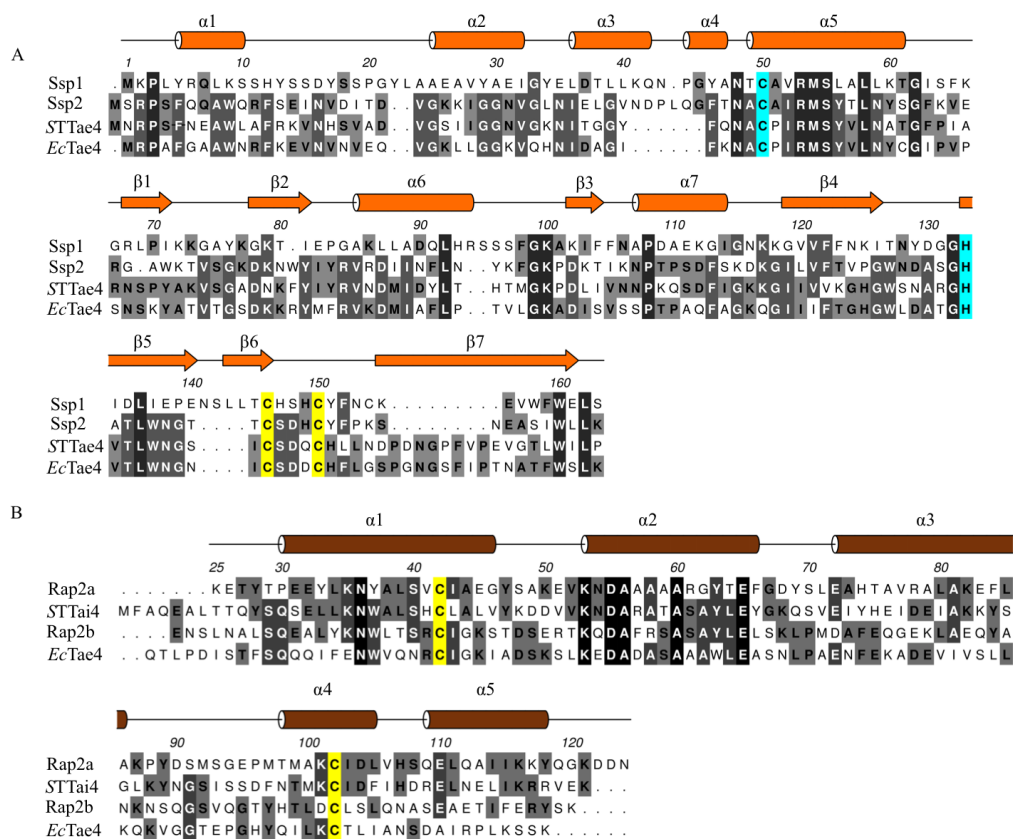 A
α1 α2 α3 α4 α5
1 10 20 30 40 50 60
Ssp1 .MKPLYRQLKSSHYSSDYSSPGYLAAEAVYAEIGYELDTLLKQN.PGYANTCAVRMSLALLKTGISFK
Ssp2 MSRPSFQQAWQRFSEINVDITD..VGKKIGGNVGLNIELGVNDPLQGFTNACAIRMSYTLNYSGFKVE
STTae4 MNRPSFNEAWLAFRKVNHSVAD..VGSIIGGNVGKNITGGY......FQNACPIRMSYVLNATGFPIA
EcTae4 .MRPAFGAAWNRFKEVNVNVEQ..VGKLLGGKVQHNIDAGI......FKNACPIRMSYVLNYCGIPVP
β1 β2 α6 β3 α7 β4
70 80 90 100 110 120 130
Ssp1 GRLPIKKGAYKGKT.IEPGAKLLADQLHRSSSFGKAKIFFNAPDAEKGIGNKKGVVFFNKITNYDGGH
Ssp2 RG.AWKTVSGKDKNWYIYRVRDIINFLN..YKFGKPDKTIKNPTPSDFSKDKGILVFTVPGWNDASGH
STTae4 RNSPYAKVSGADNKFYIYRVNDMIDYLT..HTMGKPDLIVNNPKQSDFIGKKGIIVVKGHGWSNARGH
EcTae4 SNSKYATVTGSDKKRYMFRVKDMIAFLP..TVLGKADISVSSPTPAQFAGKQGIIIFTGHGWLDATGH
β5 β6 β7
140 150 160
Ssp1 IDLIEPENSLLTCHSHCYFNCK.........EVWFWELS
Ssp2 ATLWNGT....TCSDHCYFPKS.........NEASIWLLK
STTae4 VTLWNGS....ICSDQCHLLNDPDNGPFVPEVGTLWILP
EcTae4 VTLWNGN....ICSDDCHFLGSPGNGSFIPTNATFWSLK
B
α1 α2 α3
25 30 40 50 60 70 80
Rap2a .......KETYTPEEYLKNYALSVCIAEGYSAKEVKNDAAAAARGYTEFGDYSLEAHTAVRALAKEFL
STTai4 MFAQEALTTQYSQSELLKNWALSHCLALVYKDDVVKNDARATASAYLEYGKQSVEIYHEIDEIAKKYS
Rap2b ....ENSLNALSQEALYKNWLTSRCIGKSTDSERTKQDAFRSASAYLELSKLPMDAFEQGEKLAEQYA
EcTae4 ..QTLPDISTFSQQQIFENWVQNRCIGKIADSKSLKEDADASAAAWLEASNLPAENFEKADEVIVSLL
α4 α5
90 100 110 120
Rap2a AKPYDSMSGEPMTMAKCIDLVHSQELQAIIKKYQGKDDN
STTai4 GLKYNGSISSDFNTMKCIDFIHDRELNELIKRRVEK...
Rap2b NKNSQGSVQGTYHTLDCLSLQNASEAETIFERYSK....
EcTae4 KQKVGGTEPGHYQILKCTLIANSDAIRPLKSSK......